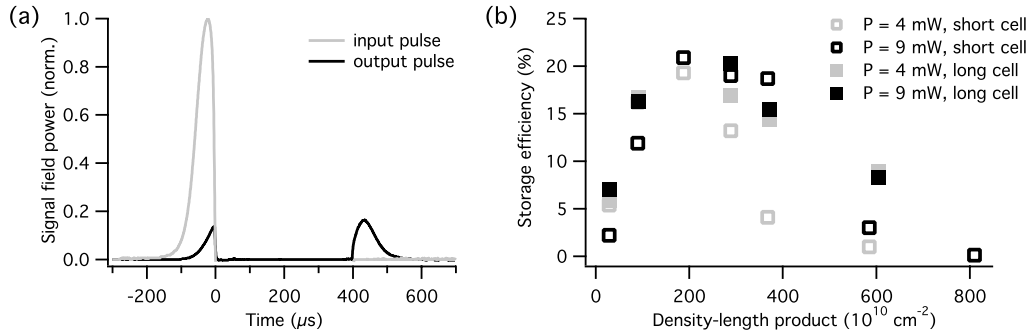 (a)
Signal field power (norm.)
1.0
0.8
0.6
0.4
0.2
0.0
input pulse
output pulse
-200
0
200
400
600
Time (µs)
(b)
Storage efficiency (%)
25
20
15
10
5
0
P = 4 mW, short cell
P = 9 mW, short cell
P = 4 mW, long cell
P = 9 mW, long cell
0
200
400
600
800
Density-length product (10^10 cm^-2)